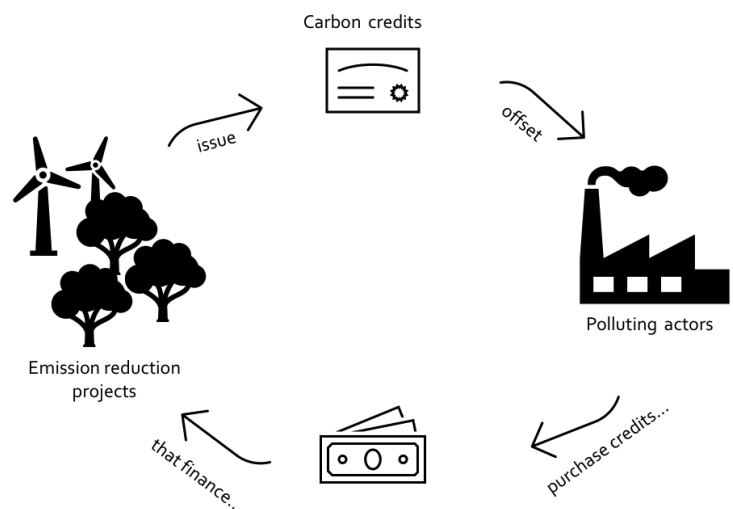 Carbon credits
issue
offset
Polluting actors
Emission reduction
projects
that finance..
purchase credits...